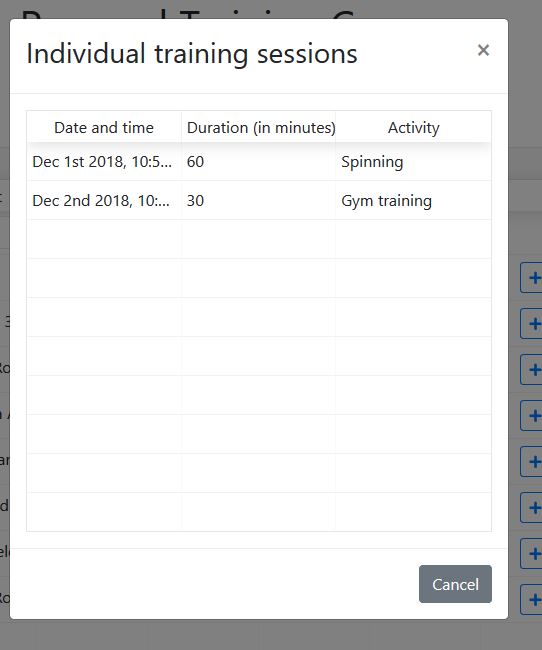 Individual training sessions ×
Date and time Duration (in minutes) Activity
Dec 1st 2018, 10:5... 60 Spinning
Dec 2nd 2018, 10:... 30 Gym training
Cancel